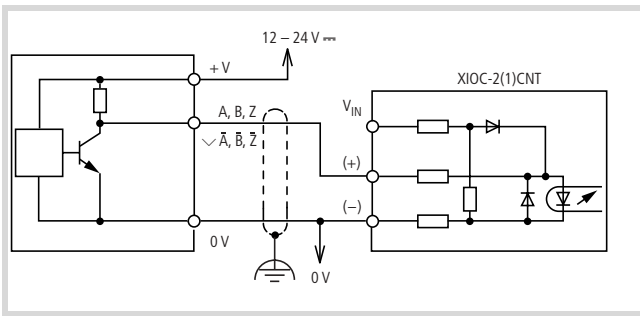 12 – 24 V ⎓
+ V
XIOC-2(1)CNT
A, B, Z
V_IN
∨ A̅, B̅, Z̅
(+)
(–)
0 V
0 V